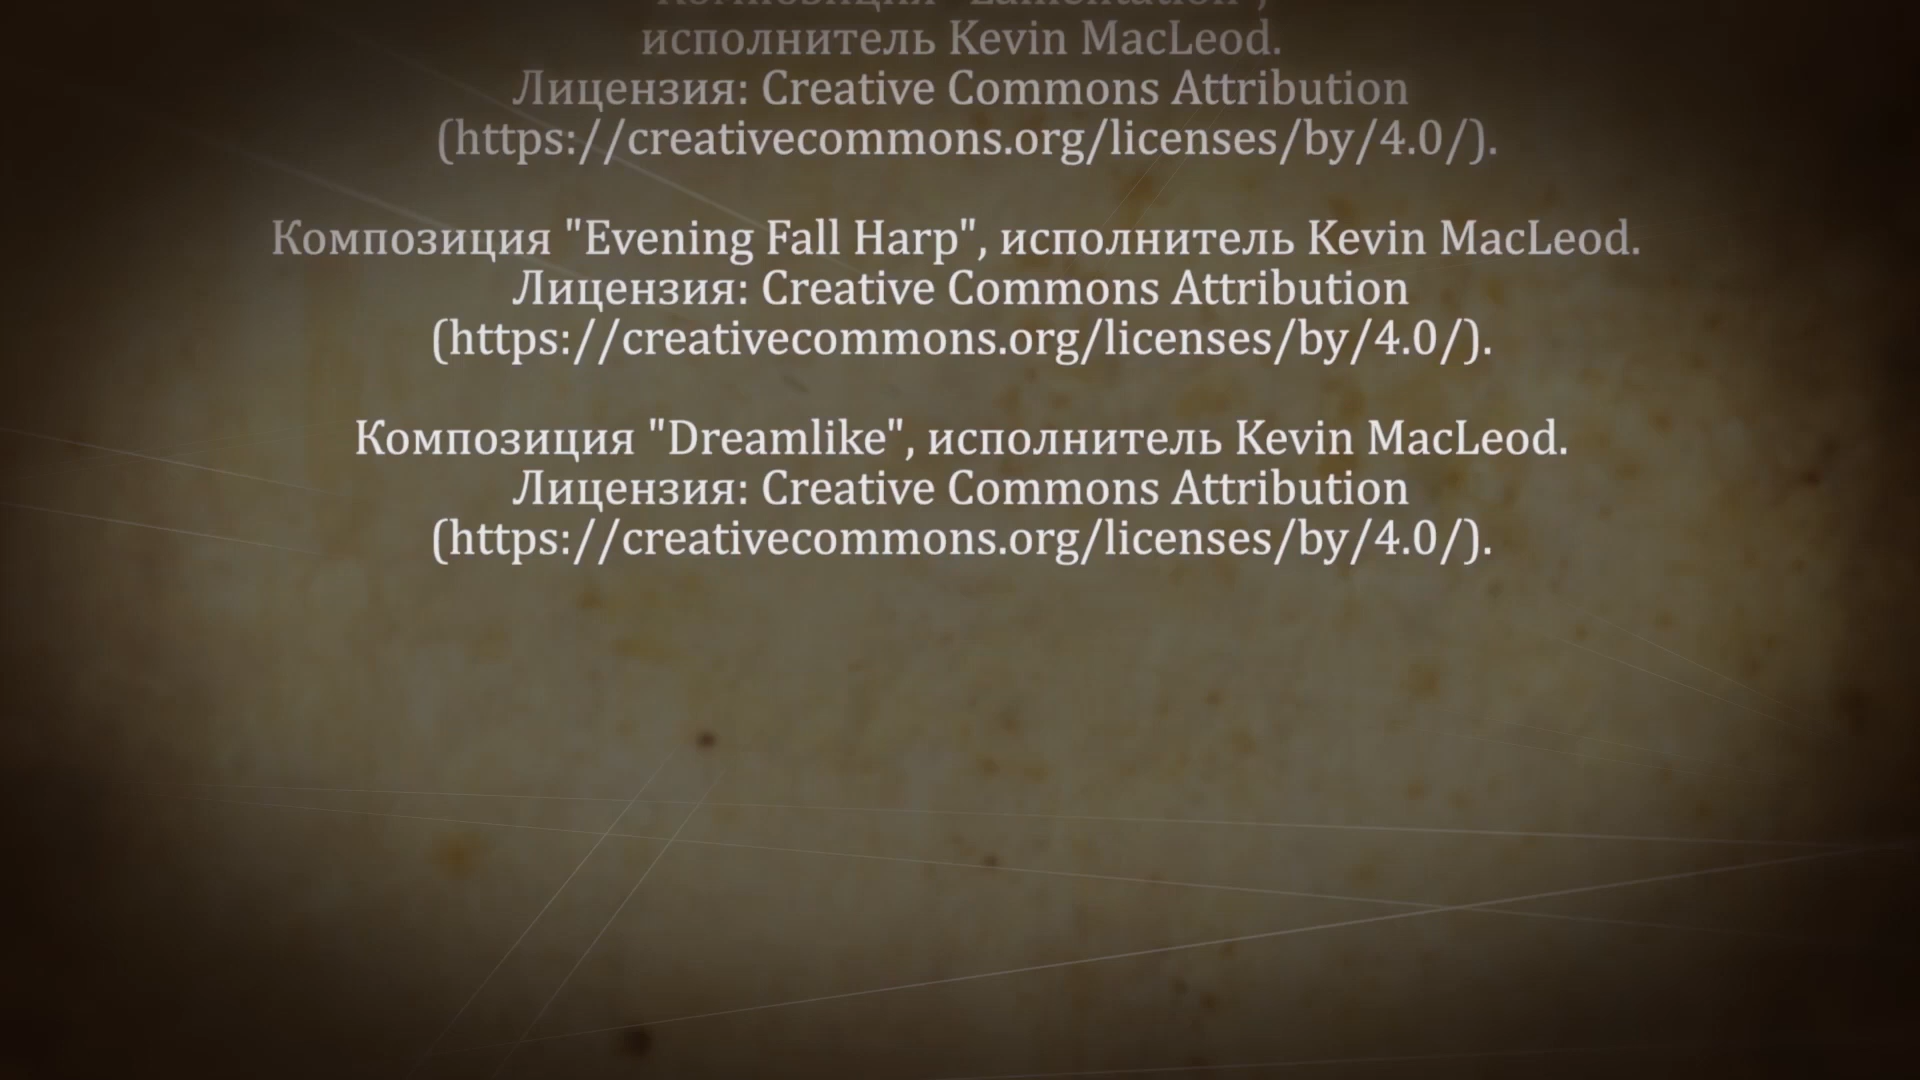 Композиция "Lamentation",
исполнитель Kevin MacLeod.
Лицензия: Creative Commons Attribution
(https://creativecommons.org/licenses/by/4.0/).
Композиция "Evening Fall Harp", исполнитель Kevin MacLeod.
Лицензия: Creative Commons Attribution
(https://creativecommons.org/licenses/by/4.0/).
Композиция "Dreamlike", исполнитель Kevin MacLeod.
Лицензия: Creative Commons Attribution
(https://creativecommons.org/licenses/by/4.0/).